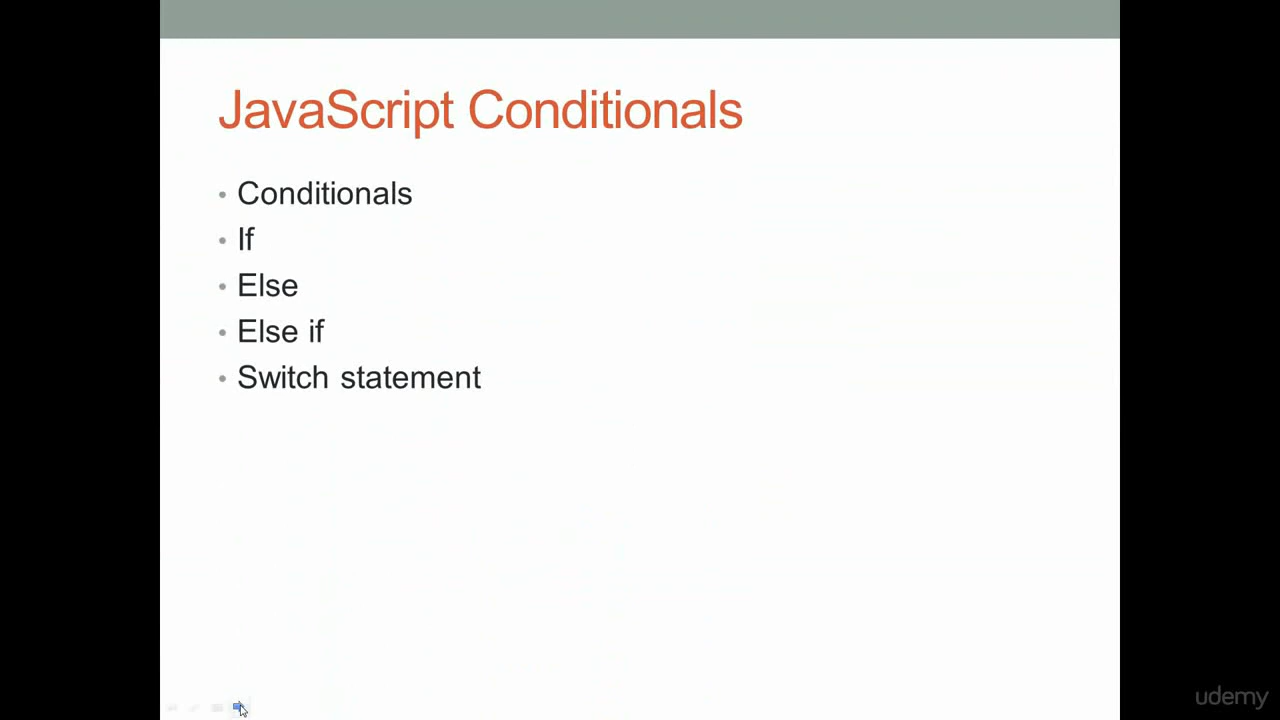 JavaScript Conditionals
• Conditionals
• If
• Else
• Else if
• Switch statement
udemy